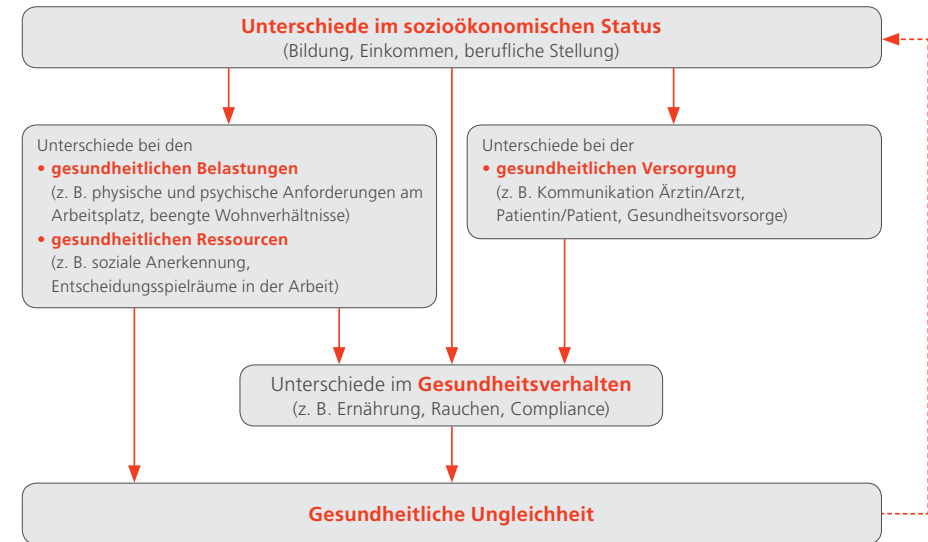 Unterschiede im sozioökonomischen Status
(Bildung, Einkommen, berufliche Stellung)
Unterschiede bei den
• gesundheitlichen Belastungen
(z. B. physische und psychische Anforderungen am
Arbeitsplatz, beengte Wohnverhältnisse)
• gesundheitlichen Ressourcen
(z. B. soziale Anerkennung,
Entscheidungsspielräume in der Arbeit)
Unterschiede bei der
• gesundheitlichen Versorgung
(z. B. Kommunikation Ärztin/Arzt,
Patientin/Patient, Gesundheitsvorsorge)
Unterschiede im Gesundheitsverhalten
(z. B. Ernährung, Rauchen, Compliance)
Gesundheitliche Ungleichheit